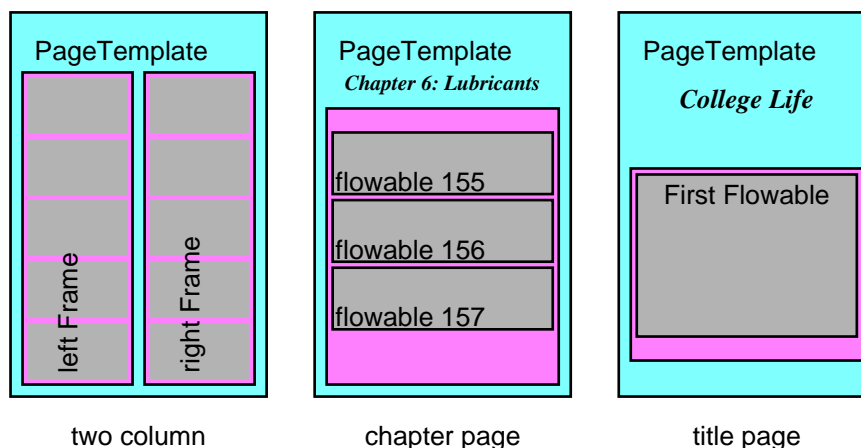 PageTemplate
left Frame
right Frame
two column
PageTemplate
Chapter 6: Lubricants
flowable 155
flowable 156
flowable 157
chapter page
PageTemplate
College Life
First Flowable
title page